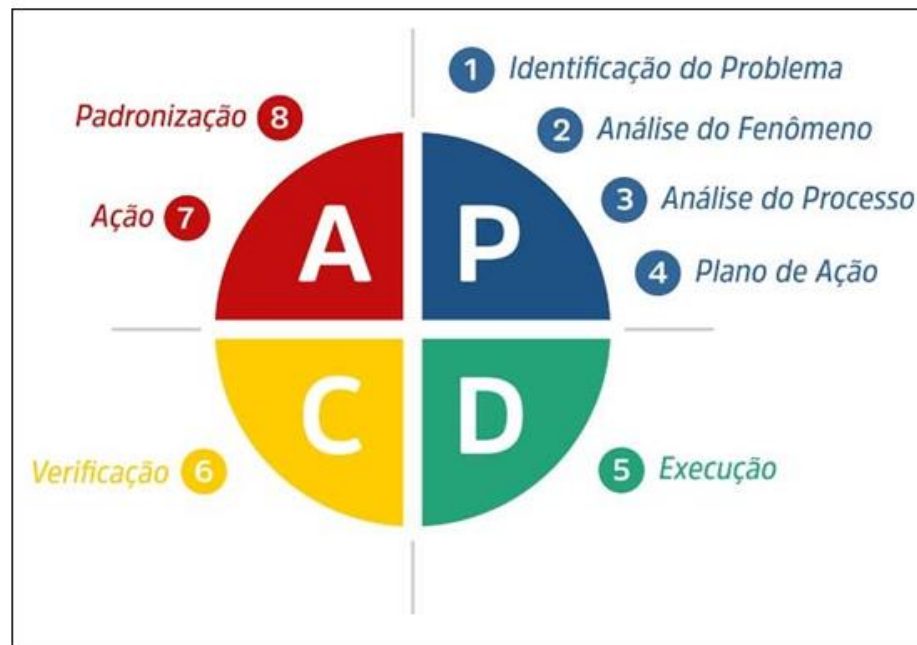 1 Identificação do Problema
Padronização 8
2 Análise do Fenômeno
Ação 7
3 Análise do Processo
A P
4 Plano de Ação
C D
Verificação 6
5 Execução